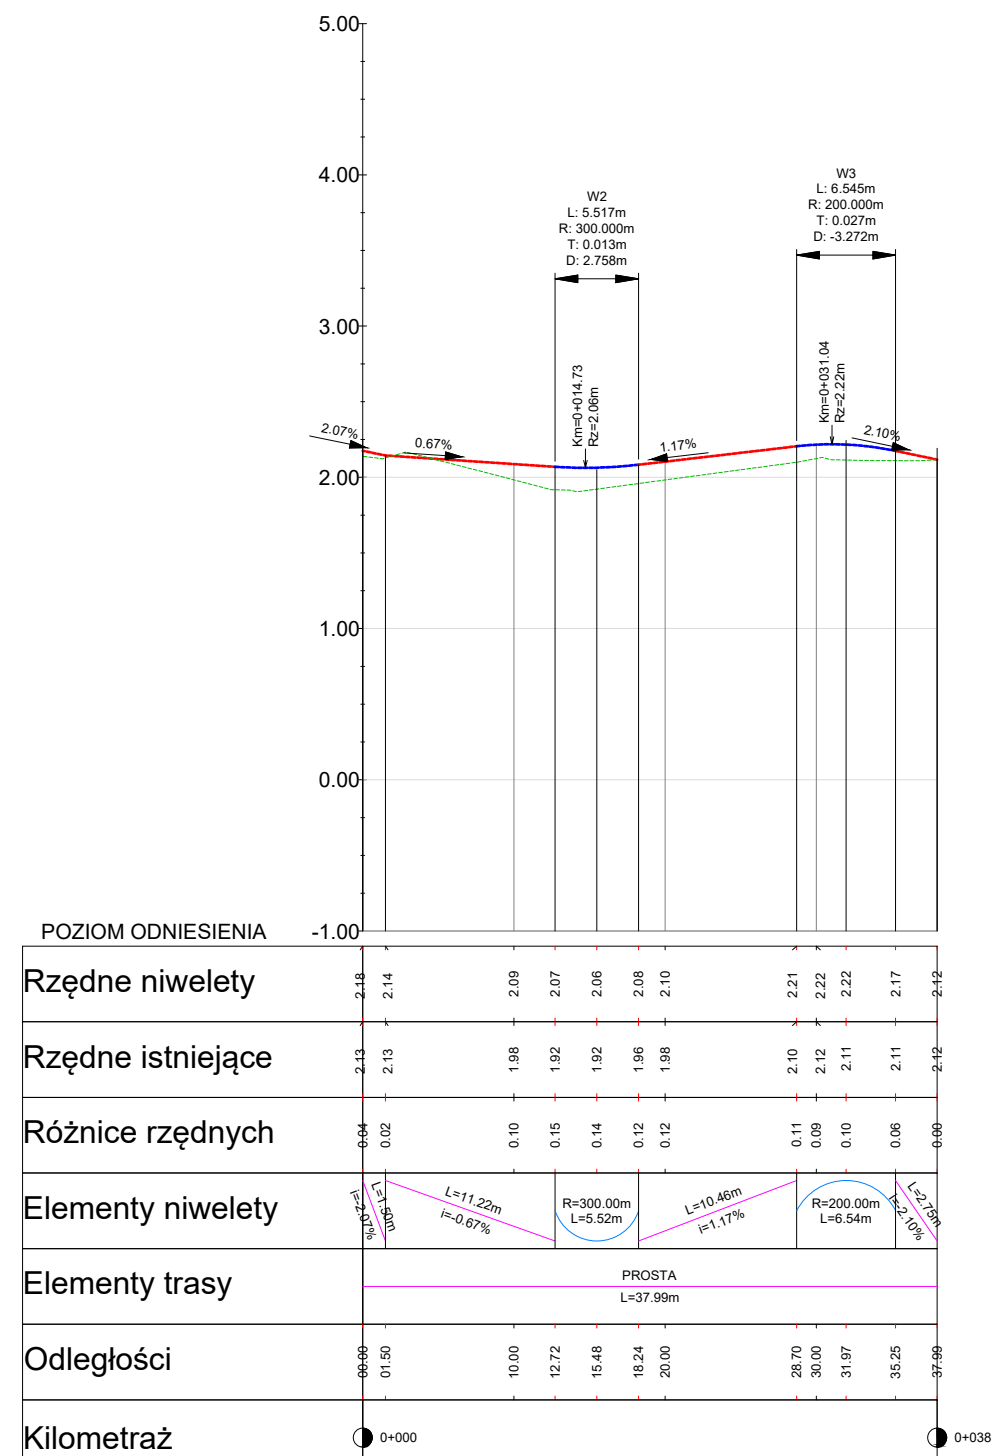 5.00
4.00
3.00
2.00
1.00
0.00
-1.00
W2
L: 5.517m
R: 300.000m
T: 0.013m
D: 2.758m
W3
L: 6.545m
R: 200.000m
T: 0.027m
D: -3.272m
Km=0+014.73
Rz=2.06m
Km=0+031.04
Rz=2.22m
2.07%
0.67%
1.17%
2.10%
POZIOM ODNIESIENIA
Rzędne niwelety
2.18 2.14 2.09 2.07 2.06 2.08 2.10 2.21 2.22 2.22 2.17 2.12
Rzędne istniejące
2.13 2.13 1.98 1.92 1.92 1.96 1.98 2.10 2.12 2.11 2.11 2.12
Różnice rzędnych
0.04 0.02 0.10 0.15 0.14 0.12 0.12 0.11 0.09 0.10 0.06 0.00
Elementy niwelety
L=1.50m
i=-2.07%
L=11.22m
i=-0.67%
R=300.00m
L=5.52m
L=10.46m
i=1.17%
R=200.00m
L=6.54m
L=2.75m
i=-2.10%
Elementy trasy
PROSTA
L=37.99m
Odległości
00.00 01.50 10.00 12.72 15.48 18.24 20.00 28.70 30.00 31.97 35.25 37.99
Kilometraż
0+000
0+038